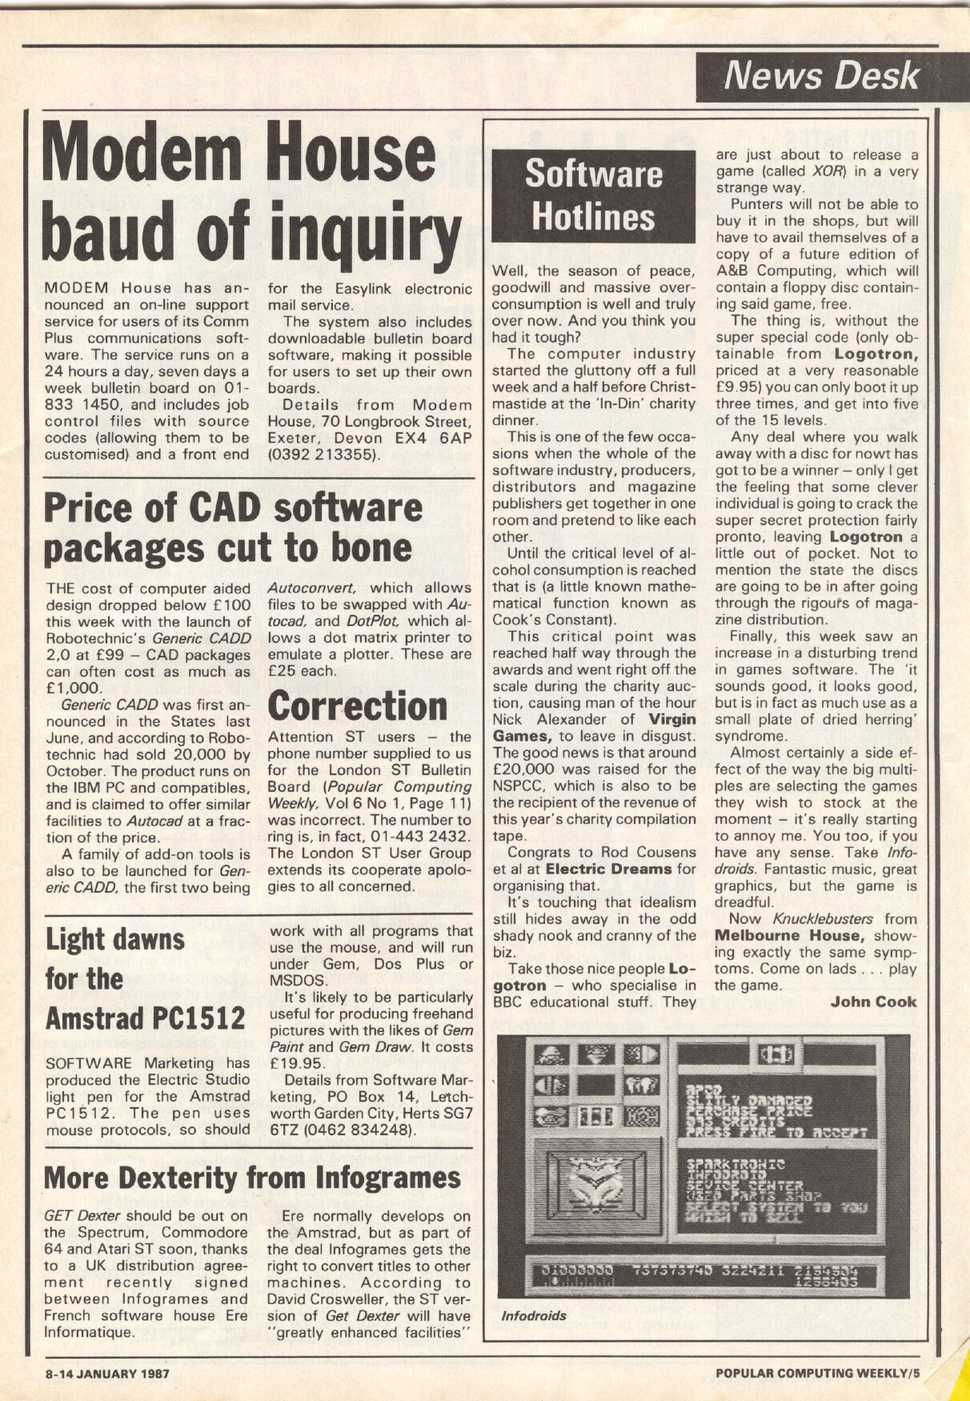 News Desk
Modem House
baud of inquiry
MODEM House has an-
nounced an on-line support
service for users of its Comm
Plus communications soft-
ware. The service runs on a
24 hours a day, seven days a
week bulletin board on 01-
833 1450, and includes job
control files with source
codes (allowing them to be
customised) and a front end
for the Easylink electronic
mail service.
The system also includes
downloadable bulletin board
software, making it possible
for users to set up their own
boards.
Details from Modem
House, 70 Longbrook Street,
Exeter, Devon EX4 6AP
(0392 213355).
Price of CAD software
packages cut to bone
THE cost of computer aided
design dropped below £100
this week with the launch of
Robotechnic's Generic CADD
2,0 at £99 – CAD packages
can often cost as much as
£1,000.
Generic CADD was first an-
nounced in the States last
June, and according to Robo-
technic had sold 20,000 by
October. The product runs on
the IBM PC and compatibles,
and is claimed to offer similar
facilities to Autocad at a frac-
tion of the price.
A family of add-on tools is
also to be launched for Gen-
eric CADD, the first two being
Autoconvert, which allows
files to be swapped with Au-
tocad, and DotPlot, which al-
lows a dot matrix printer to
emulate a plotter. These are
£25 each.
Correction
Attention ST users – the
phone number supplied to us
for the London ST Bulletin
Board (Popular Computing
Weekly, Vol 6 No 1, Page 11)
was incorrect. The number to
ring is, in fact, 01-443 2432.
The London ST User Group
extends its cooperate apolo-
gies to all concerned.
Light dawns
for the
Amstrad PC1512
SOFTWARE Marketing has
produced the Electric Studio
light pen for the Amstrad
PC1512. The pen uses
mouse protocols, so should
work with all programs that
use the mouse, and will run
under Gem, Dos Plus or
MSDOS.
It's likely to be particularly
useful for producing freehand
pictures with the likes of Gem
Paint and Gem Draw. It costs
£19.95.
Details from Software Mar-
keting, PO Box 14, Letch-
worth Garden City, Herts SG7
6TZ (0462 834248).
More Dexterity from Infogrames
GET Dexter should be out on
the Spectrum, Commodore
64 and Atari ST soon, thanks
to a UK distribution agree-
ment recently signed
between Infogrames and
French software house Ere
Informatique.
Ere normally develops on
the Amstrad, but as part of
the deal Infogrames gets the
right to convert titles to other
machines. According to
David Crosweller, the ST ver-
sion of Get Dexter will have
"greatly enhanced facilities"
Software
Hotlines
Well, the season of peace,
goodwill and massive over-
consumption is well and truly
over now. And you think you
had it tough?
The computer industry
started the gluttony off a full
week and a half before Christ-
mastide at the 'In-Din' charity
dinner.
This is one of the few occa-
sions when the whole of the
software industry, producers,
distributors and magazine
publishers get together in one
room and pretend to like each
other.
Until the critical level of al-
cohol consumption is reached
that is (a little known mathe-
matical function known as
Cook's Constant).
This critical point was
reached half way through the
awards and went right off the
scale during the charity auc-
tion, causing man of the hour
Nick Alexander of Virgin
Games, to leave in disgust.
The good news is that around
£20,000 was raised for the
NSPCC, which is also to be
the recipient of the revenue of
this year's charity compilation
tape.
Congrats to Rod Cousens
et al at Electric Dreams for
organising that.
It's touching that idealism
still hides away in the odd
shady nook and cranny of the
biz.
Take those nice people Lo-
gotron – who specialise in
BBC educational stuff. They
are just about to release a
game (called XOR) in a very
strange way.
Punters will not be able to
buy it in the shops, but will
have to avail themselves of a
copy of a future edition of
A&B Computing, which will
contain a floppy disc contain-
ing said game, free.
The thing is, without the
super special code (only ob-
tainable from Logotron,
priced at a very reasonable
£9.95) you can only boot it up
three times, and get into five
of the 15 levels.
Any deal where you walk
away with a disc for nowt has
got to be a winner – only I get
the feeling that some clever
individual is going to crack the
super secret protection fairly
pronto, leaving Logotron a
little out of pocket. Not to
mention the state the discs
are going to be in after going
through the rigours of maga-
zine distribution.
Finally, this week saw an
increase in a disturbing trend
in games software. The 'it
sounds good, it looks good,
but is in fact as much use as a
small plate of dried herring'
syndrome.
Almost certainly a side ef-
fect of the way the big multi-
ples are selecting the games
they wish to stock at the
moment – it's really starting
to annoy me. You too, if you
have any sense. Take Info-
droids. Fantastic music, great
graphics, but the game is
dreadful.
Now Knucklebusters from
Melbourne House, show-
ing exactly the same symp-
toms. Come on lads . . . play
the game.
John Cook
SLITLY DAMAGED
PURCHASE PRICE
CREDITS
PRESS FIRE TO ACCEPT
SPARKTRONIC
INFODROID
SEVICE CENTER
USED PARTS SHOP
SELECT SYSTEM TO YOU
WHISH TO SELL
01000000 737373740 3224211
Infodroids
8-14 JANUARY 1987
POPULAR COMPUTING WEEKLY/5